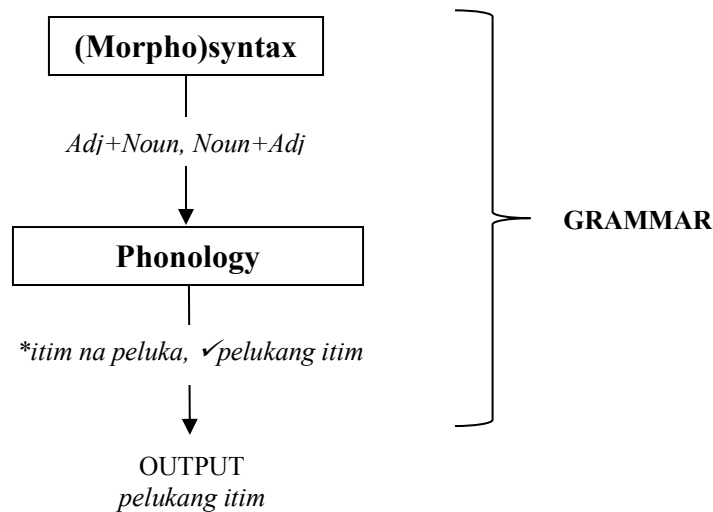 (Morpho)syntax
Adj+Noun, Noun+Adj
GRAMMAR
Phonology
*itim na peluka, ✓pelukang itim
OUTPUT
pelukang itim